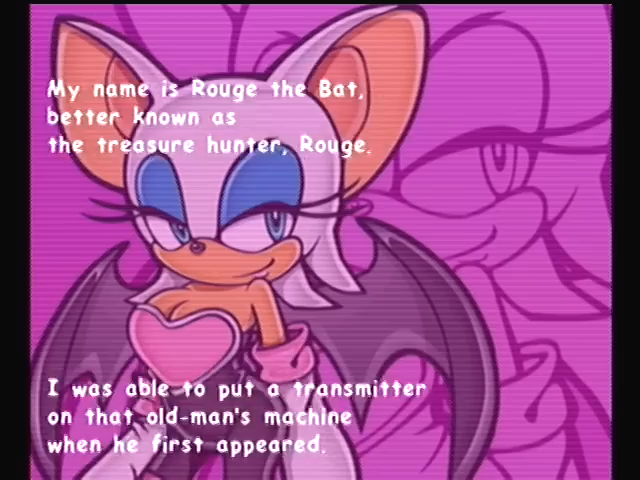 My name is Rouge the Bat,
better known as
the treasure hunter, Rouge.
I was able to put a transmitter
on that old-man's machine
when he first appeared.